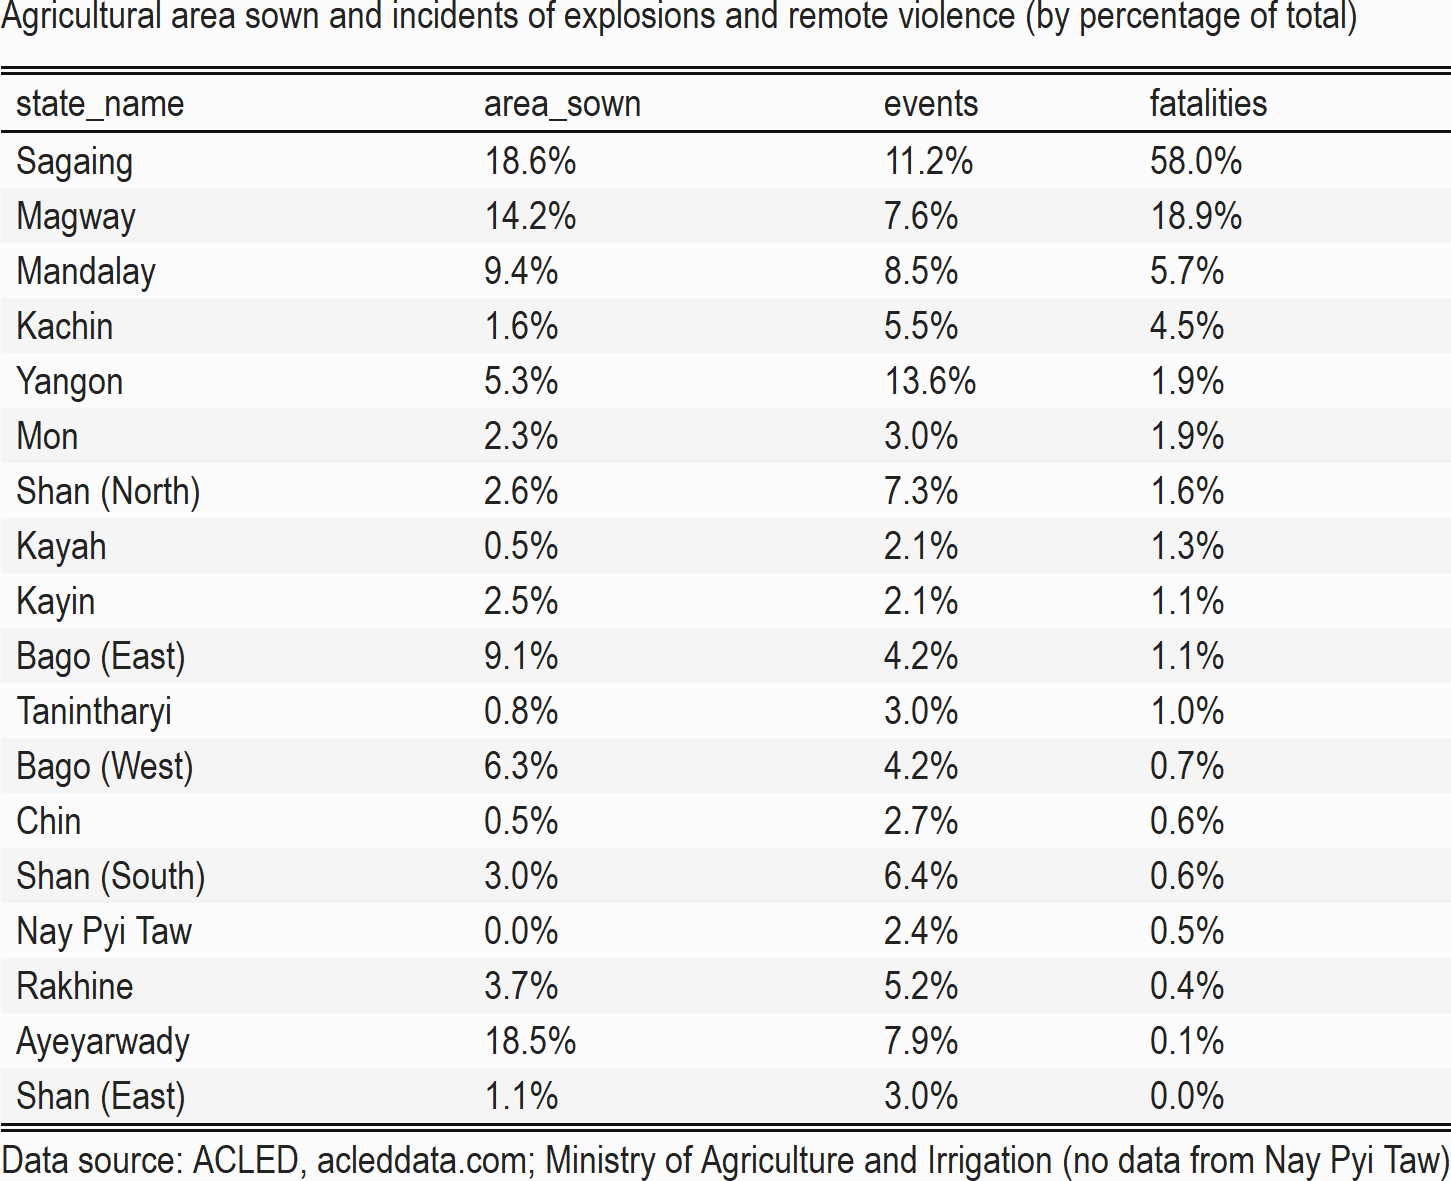 Agricultural area sown and incidents of explosions and remote violence (by percentage of total)
state_name area_sown events fatalities
Sagaing 18.6% 11.2% 58.0%
Magway 14.2% 7.6% 18.9%
Mandalay 9.4% 8.5% 5.7%
Kachin 1.6% 5.5% 4.5%
Yangon 5.3% 13.6% 1.9%
Mon 2.3% 3.0% 1.9%
Shan (North) 2.6% 7.3% 1.6%
Kayah 0.5% 2.1% 1.3%
Kayin 2.5% 2.1% 1.1%
Bago (East) 9.1% 4.2% 1.1%
Tanintharyi 0.8% 3.0% 1.0%
Bago (West) 6.3% 4.2% 0.7%
Chin 0.5% 2.7% 0.6%
Shan (South) 3.0% 6.4% 0.6%
Nay Pyi Taw 0.0% 2.4% 0.5%
Rakhine 3.7% 5.2% 0.4%
Ayeyarwady 18.5% 7.9% 0.1%
Shan (East) 1.1% 3.0% 0.0%
Data source: ACLED, acleddata.com; Ministry of Agriculture and Irrigation (no data from Nay Pyi Taw)